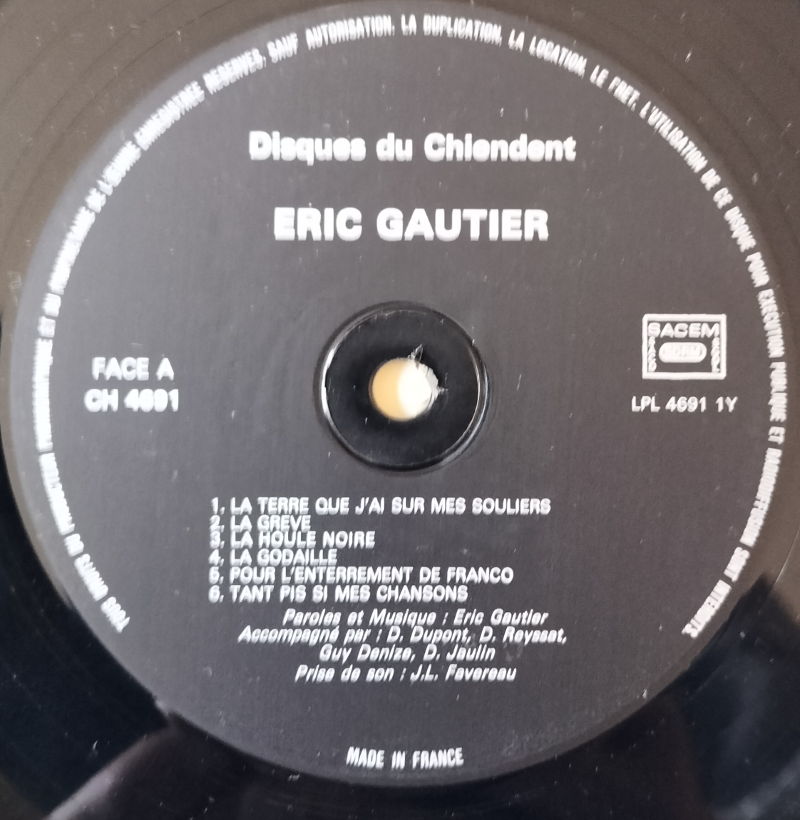 TOUS DROITS DU PRODUCTEUR PHONOGRAPHIQUE ET DU PROPRIETAIRE DE L'ŒUVRE ENREGISTREE RESERVES. SAUF AUTORISATION, LA DUPLICATION, LA LOCATION, LE PRET, L'UTILISATION DE CE DISQUE POUR EXECUTION PUBLIQUE ET RADIODIFFUSION SONT INTERDITS.
Disques du Chiendent
ERIC GAUTIER
FACE A
CH 4691
SACEM
LPL 4691 1Y
1. LA TERRE QUE J'AI SUR MES SOULIERS
2. LA GREVE
3. LA HOULE NOIRE
4. LA GODAILLE
5. POUR L'ENTERREMENT DE FRANCO
6. TANT PIS SI MES CHANSONS
Paroles et Musique : Eric Gautier
Accompagné par : D. Dupont, D. Reysset,
Guy Denize, D. Jaulin
Prise de son : J.L. Favereau
MADE IN FRANCE